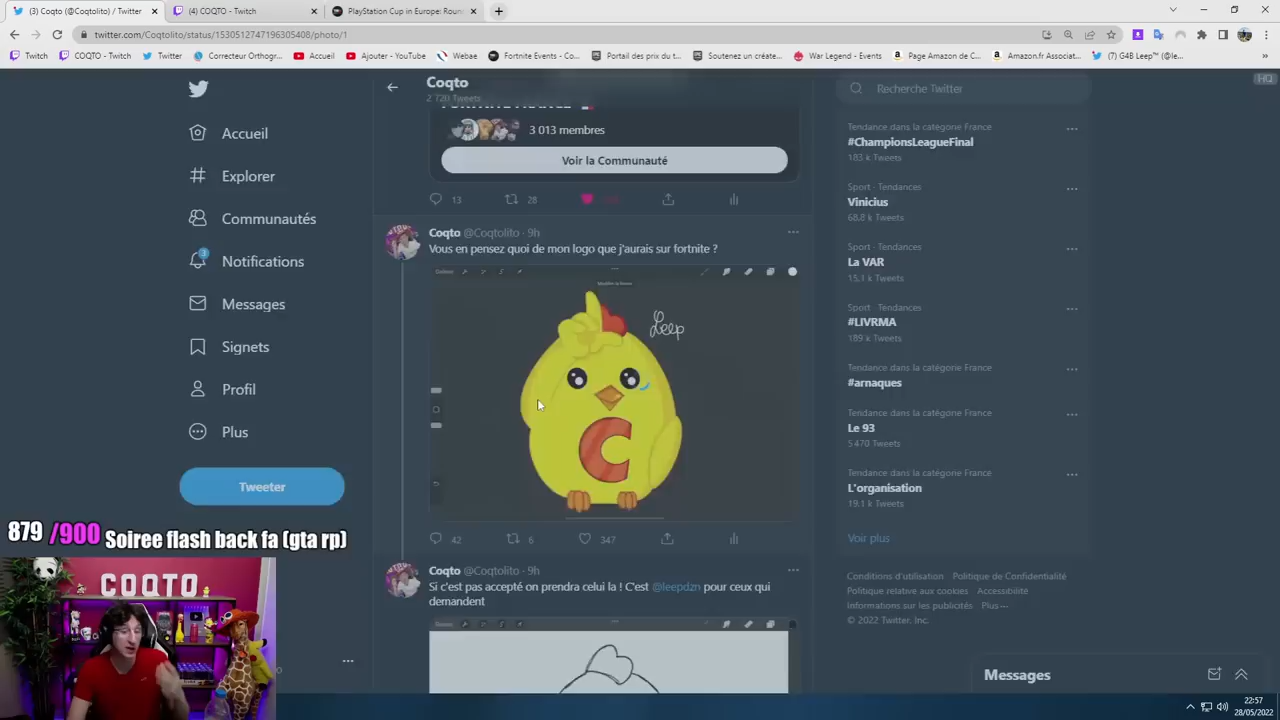 (3) Coqto (@Coqtolito) / Twitter
(4) COQTO - Twitch
PlayStation Cup in Europe Roun
twitter.com/Coqtolito/status/1530512747196305408/photo/1
Twitch
COQTO - Twitch
Correcteur Orthogr
Accueil
Ajouter - YouTube
Webae
Fortnite Events - Co...
Portail des prix du t...
Soutenez un créate...
War Legend - Events
Page Amazon de C...
Amazon.fr Associat...
(7) G4B Leep™ (@l...
HQ
Coqto
2 720 Tweets
Recherche Twitter
3 013 membres
Voir la Communauté
13
28
Accueil
Explorer
Communautés
3
Notifications
Messages
Signets
Profil
Plus
Tweeter
Coqto @Coqtolito · 9h
Vous en pensez quoi de mon logo que j'aurais sur fortnite ?
Leep
C
42
6
347
Coqto @Coqtolito · 9h
Si c'est pas accepté on prendra celui la ! C'est @leepdzn pour ceux qui
demandent
Tendance dans la catégorie France
#ChampionsLeagueFinal
183 k Tweets
Sport · Tendances
Vinicius
68,8 k Tweets
Sport · Tendances
La VAR
15,1 k Tweets
Sport · Tendances
#LIVRMA
189 k Tweets
Tendance dans la catégorie France
#arnaques
Tendance dans la catégorie France
Le 93
5 470 Tweets
Tendance dans la catégorie France
L'organisation
19,1 k Tweets
Voir plus
Conditions d'utilisation Politique de Confidentialité
Politique relative aux cookies Accessibilité
Informations sur les publicités Plus···
© 2022 Twitter, Inc.
879 /900 Soiree flash back fa (gta rp)
COQTO
Messages
22:57
28/05/2022